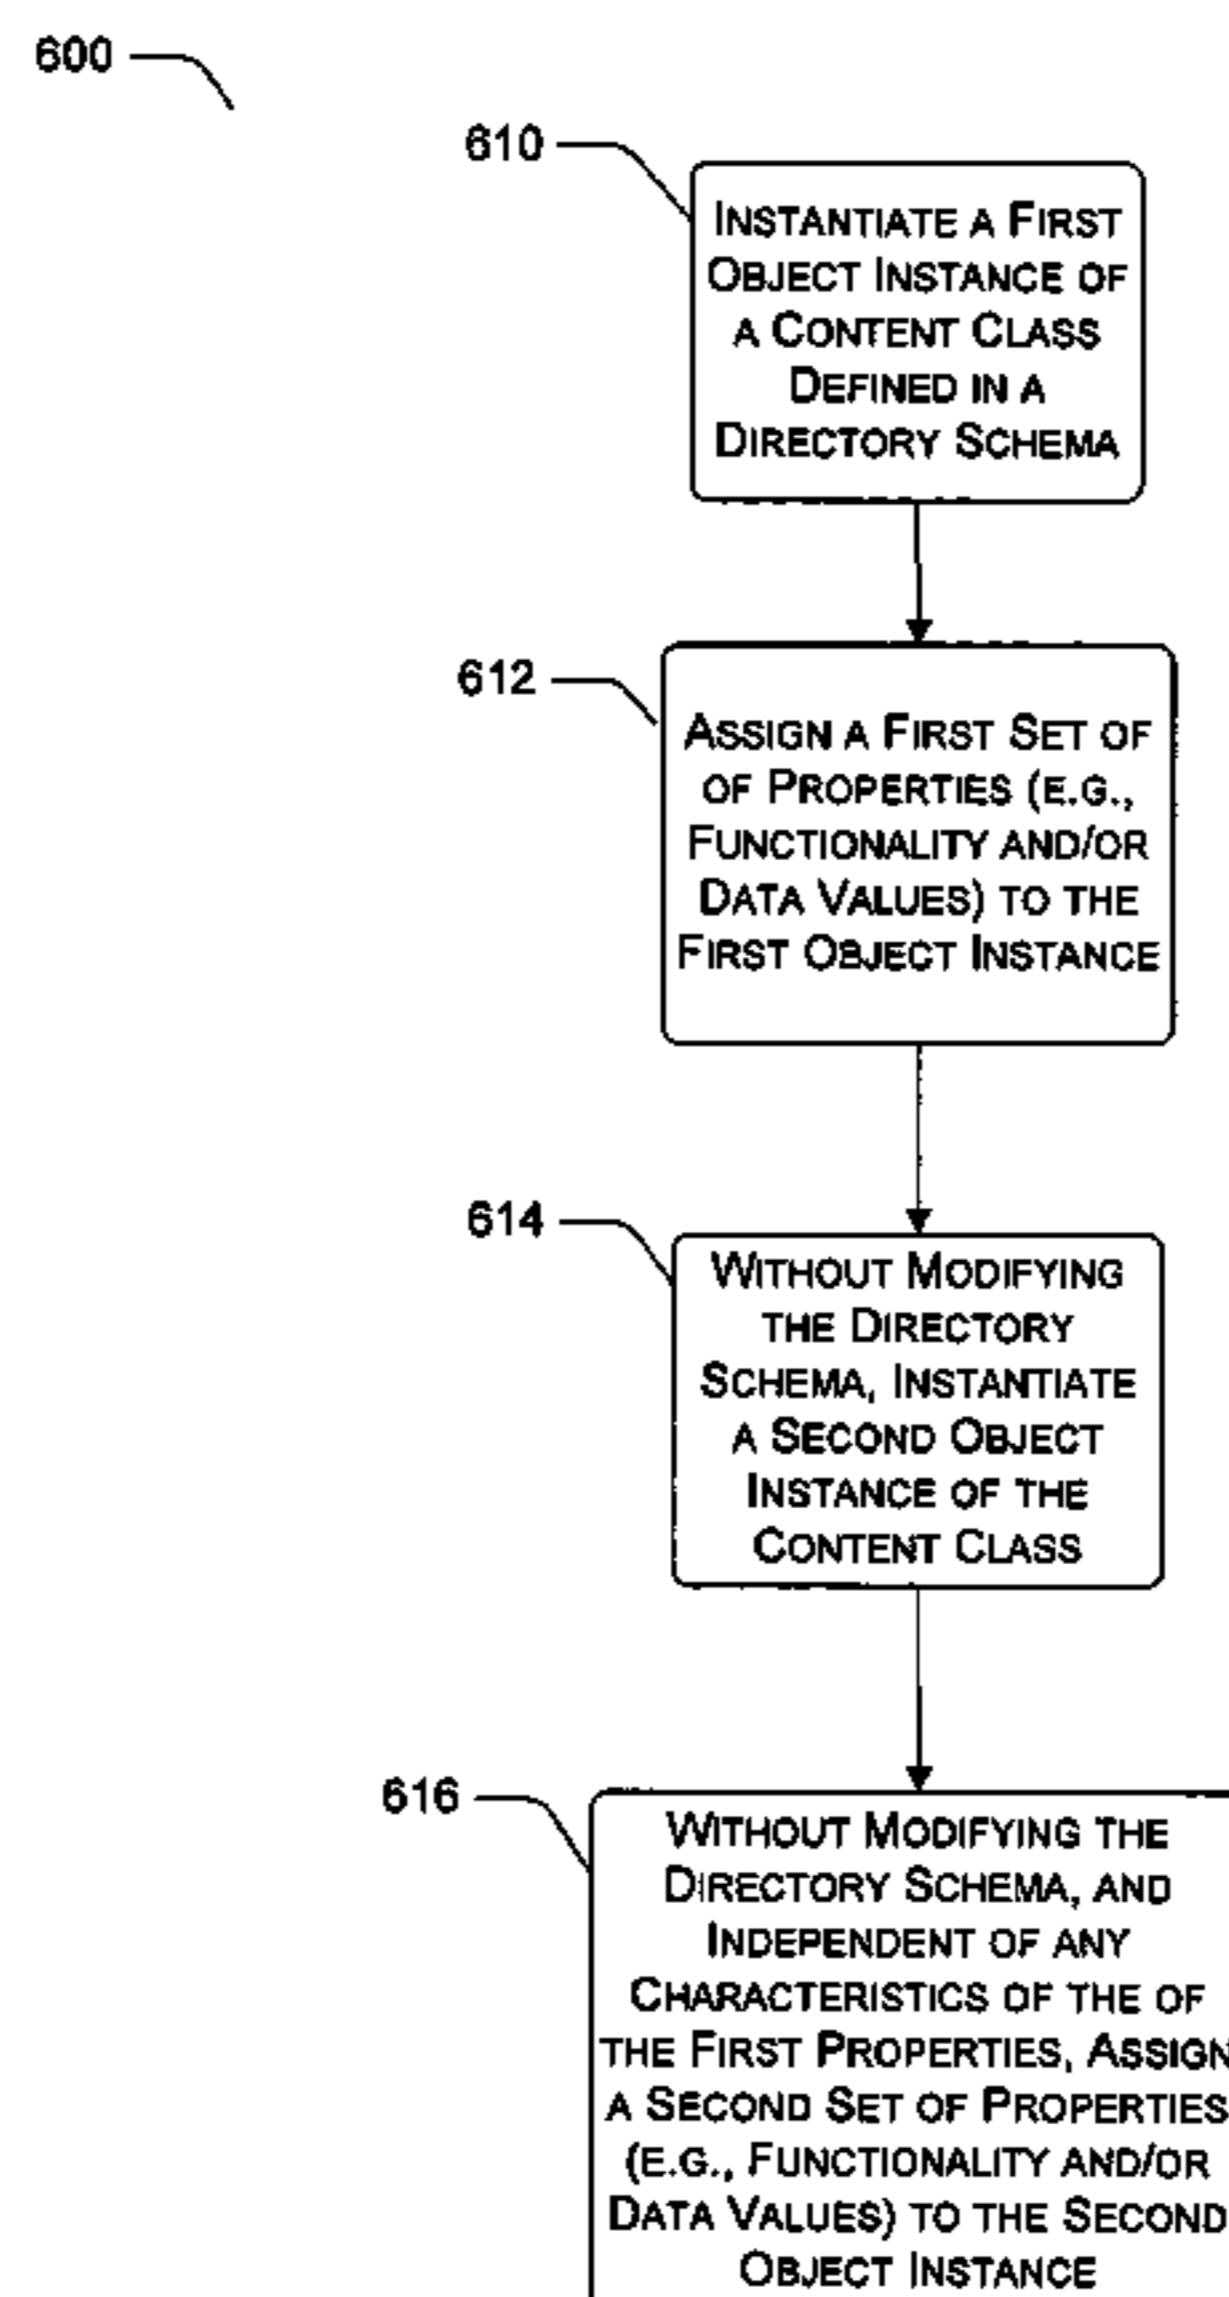 600
610
INSTANTIATE A FIRST
OBJECT INSTANCE OF
A CONTENT CLASS
DEFINED IN A
DIRECTORY SCHEMA
612
ASSIGN A FIRST SET OF
OF PROPERTIES (E.G.,
FUNCTIONALITY AND/OR
DATA VALUES) TO THE
FIRST OBJECT INSTANCE
614
WITHOUT MODIFYING
THE DIRECTORY
SCHEMA, INSTANTIATE
A SECOND OBJECT
INSTANCE OF THE
CONTENT CLASS
616
WITHOUT MODIFYING THE
DIRECTORY SCHEMA, AND
INDEPENDENT OF ANY
CHARACTERISTICS OF THE OF
THE FIRST PROPERTIES, ASSIGN
A SECOND SET OF PROPERTIES
(E.G., FUNCTIONALITY AND/OR
DATA VALUES) TO THE SECOND
OBJECT INSTANCE